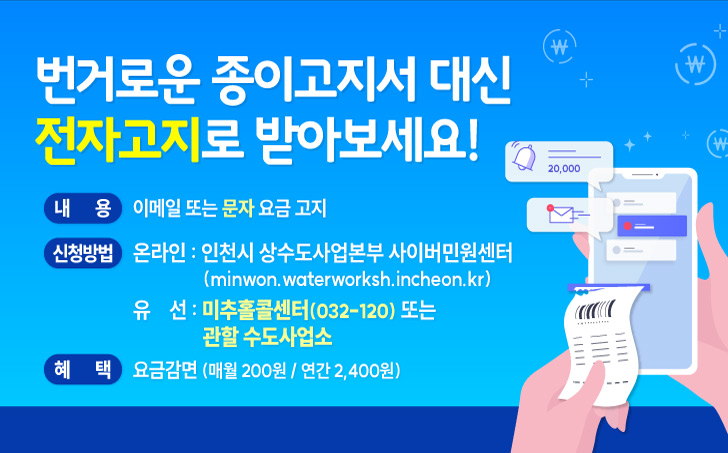 번거로운 종이고지서 대신
전자고지로 받아보세요!
내 용 이메일 또는 문자 요금 고지
신청방법 온라인 : 인천시 상수도사업본부 사이버민원센터
(minwon.waterworksh.incheon.kr)
유 선 : 미추홀콜센터(032-120) 또는
관할 수도사업소
혜 택 요금감면 (매월 200원 / 연간 2,400원)
20,000